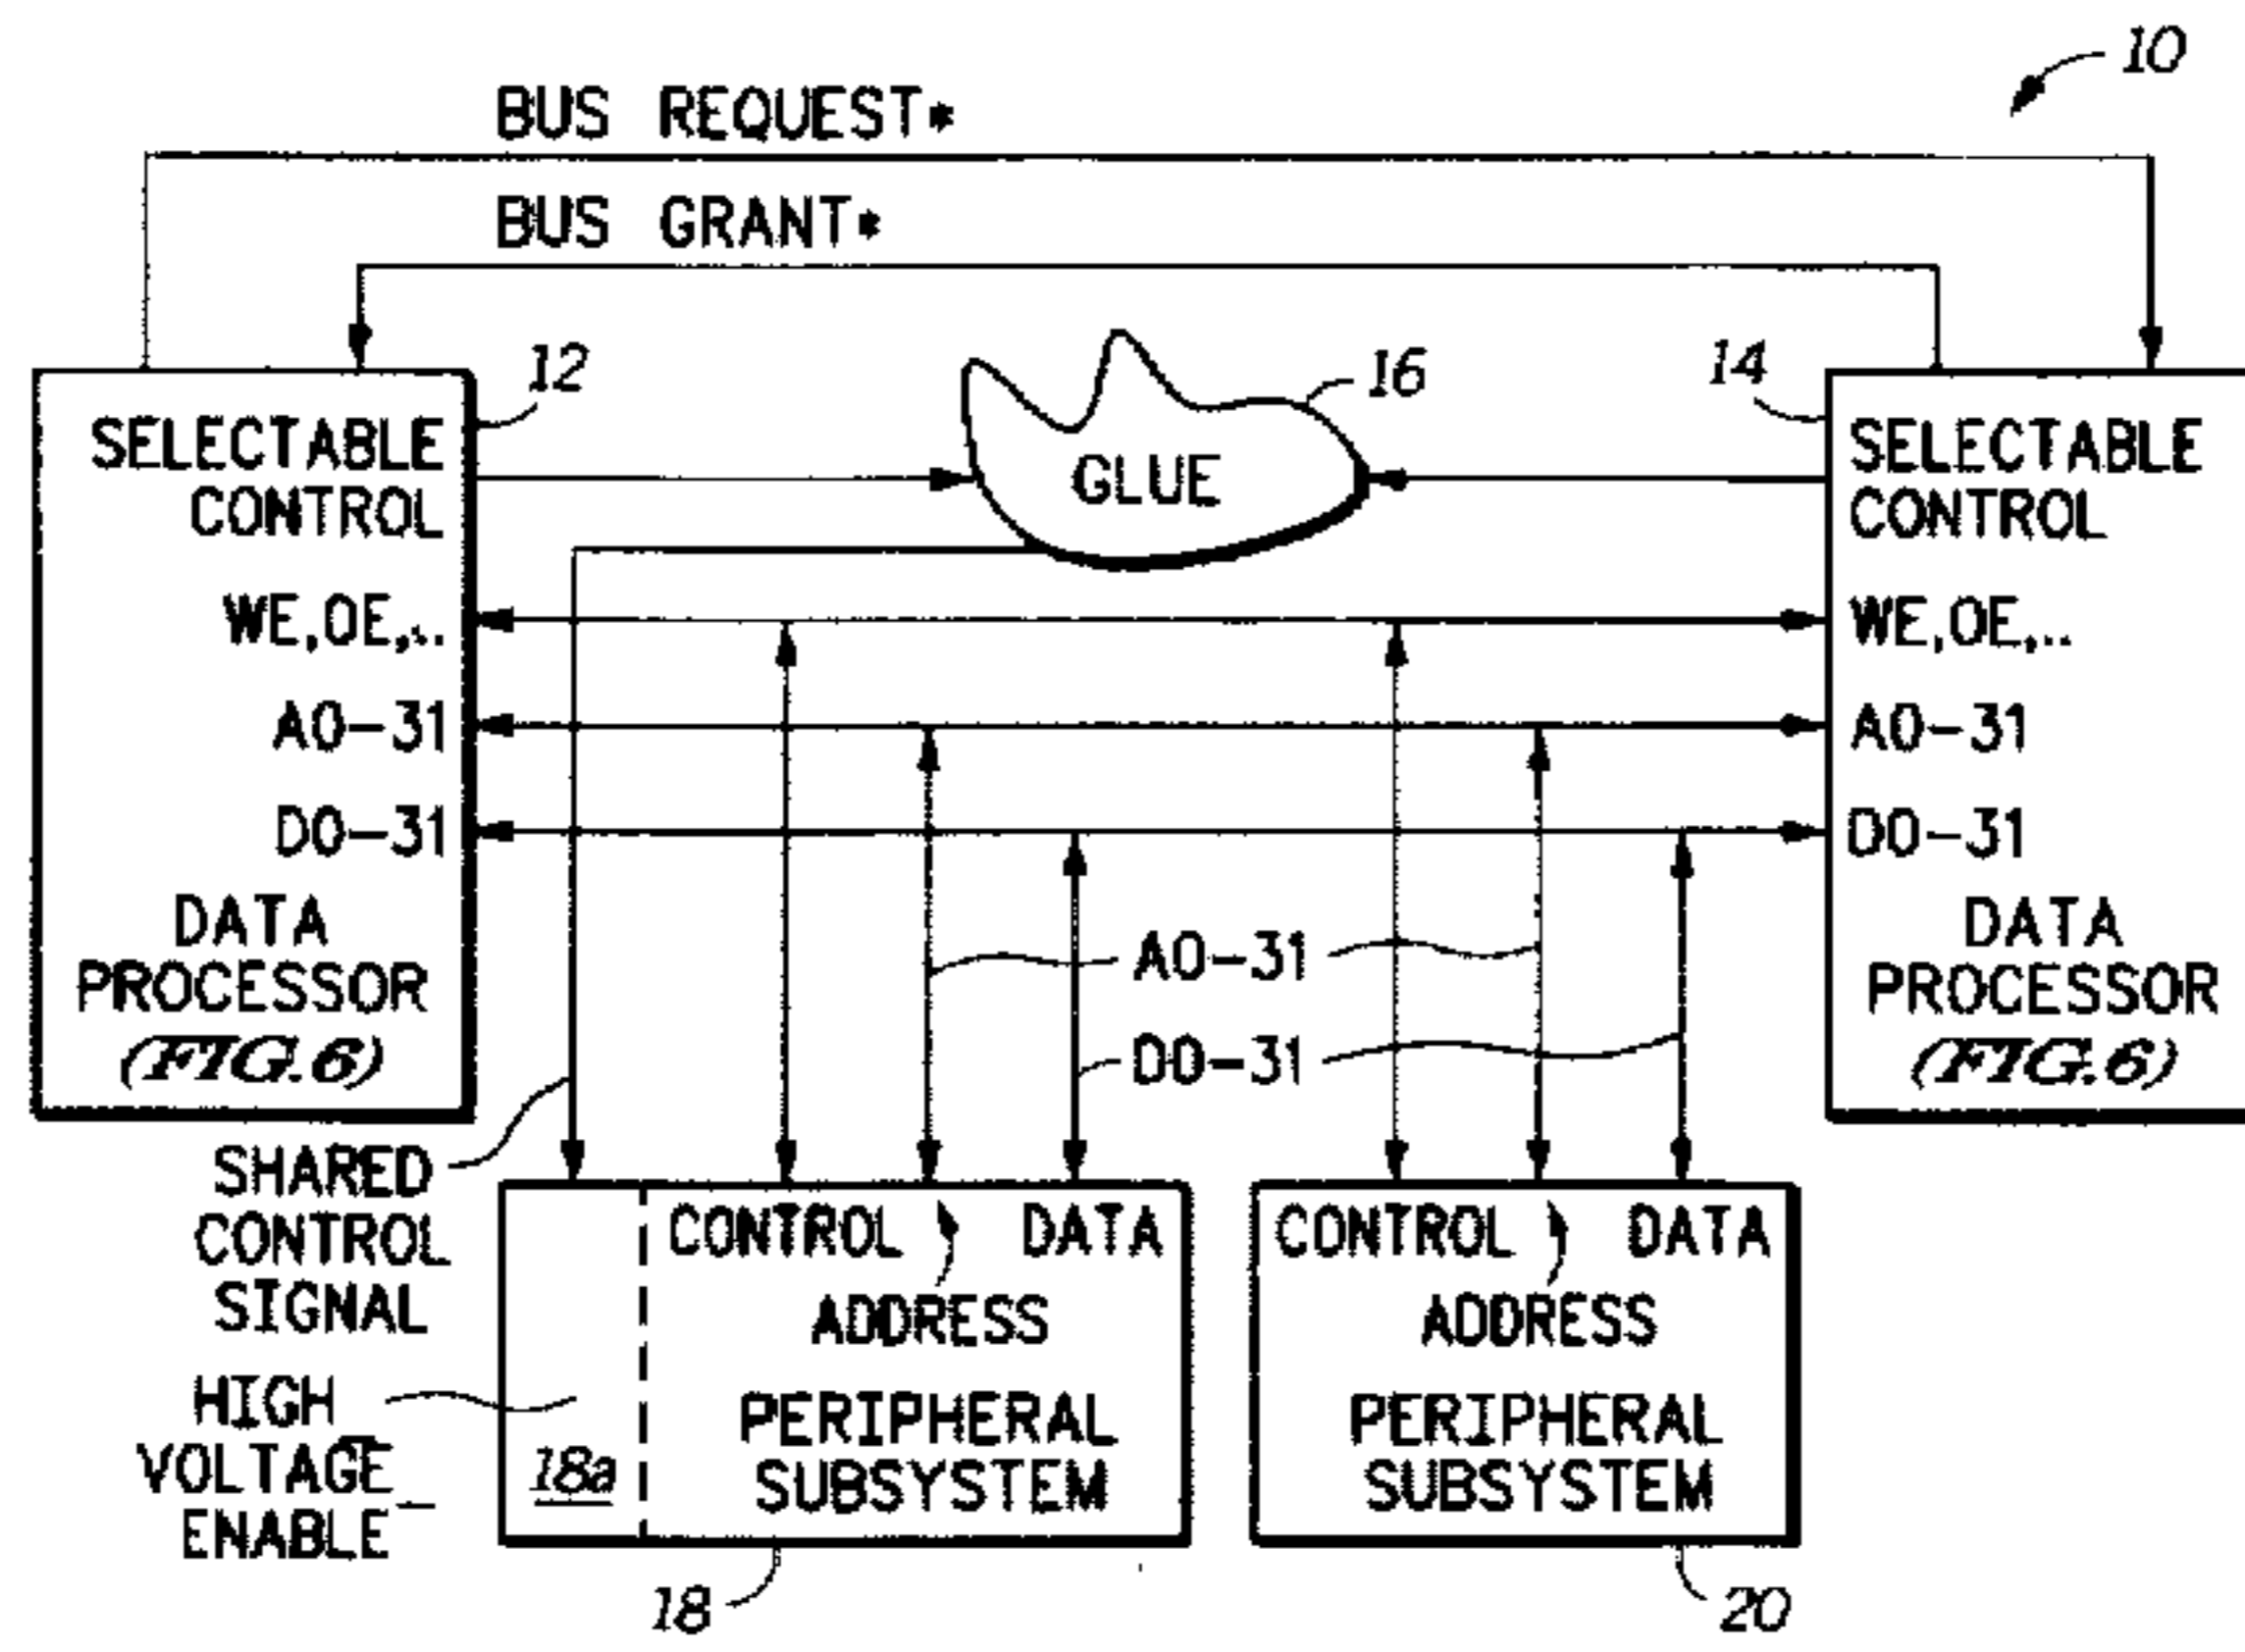 10
BUS REQUEST*
BUS GRANT*
12
16
14
SELECTABLE
CONTROL
GLUE
SELECTABLE
CONTROL
WE,OE,..
WE,OE,..
A0-31
A0-31
D0-31
D0-31
DATA
PROCESSOR
(FIG.6)
A0-31
D0-31
DATA
PROCESSOR
(FIG.6)
SHARED
CONTROL
SIGNAL
CONTROL DATA
ADDRESS
PERIPHERAL
SUBSYSTEM
CONTROL DATA
ADDRESS
PERIPHERAL
SUBSYSTEM
HIGH
VOLTAGE
ENABLE
18a
18
20